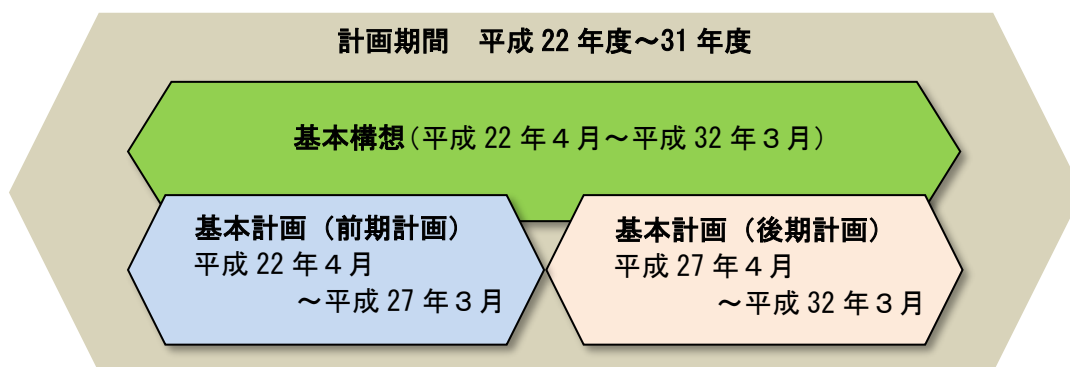 計画期間　平成 22 年度～31 年度
基本構想（平成 22 年４月～平成 32 年３月）
基本計画（前期計画）
平成 22 年４月
～平成 27 年３月
基本計画（後期計画）
平成 27 年４月
～平成 32 年３月